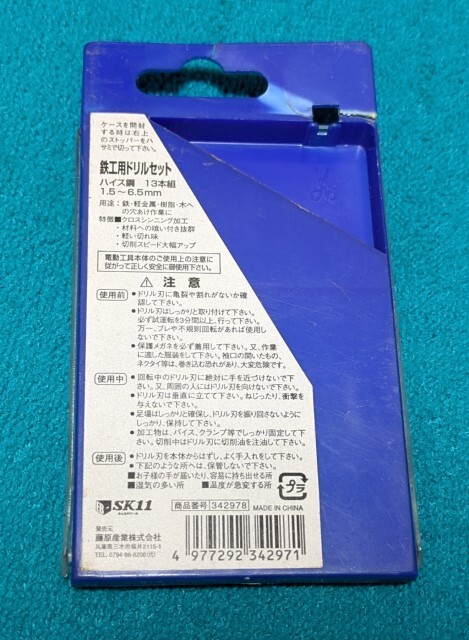 ケースを開封
する時は右上
のストッパーをハ
サミで切って下さい。
鉄工用ドリルセット
ハイス鋼 13本組
1.5~6.5mm
用途:鉄・軽金属・樹脂・木へ
の穴あけ作業に
特徴■クロスシンニング加工
・材料への喰い付き抜群
・軽い切れ味
・切削スピード大幅アップ
電動工具本体のご使用上の注意に
従がって正しく安全に御使用下さい。
⚠ 注意
使用前
●ドリル刃に亀裂や割れがないか確
認して下さい。
●ドリル刃はしっかりと取り付けて下さい。
必ず試運転を3分間以上、行って下さい。
万一、ブレや不規則回転があれば使用し
ないで下さい。
●保護メガネを必ず着用して下さい。又、作業
に適した服装をして下さい。袖口の開いたもの、
ネクタイ等は、巻き込む恐れがあり、大変危険です。
使用中
●回転中のドリル刃に絶対に手を近づけないで下
さい。又、周囲の人にはドリル刃を向けないで下さい。
●ドリル刃は垂直に立てて下さい。ねじったり、衝撃を
与えないで下さい。
●足場はしっかりと確保し、ドリル刃を振り回さないように
しっかり、保持して下さい。
●加工物は、バイス、クランプ等でしっかり固定して下
さい。切削中はドリル刃に切削油を注油して下さい。
使用後
●ドリル刃を本体からはずし、よく手入れをして下さい。
●下記のような所へは、保管しないで下さい。
■お子様の手が届いたり、容易に持ち出せる所
■湿気の多い所 ■温度が急変する所
プラ
SK11
商品番号 342978
MADE IN CHINA
発売元
藤原産業株式会社
兵庫県三木市福井2115-1
TEL.0794-86-8200(代)
4 977292 342971